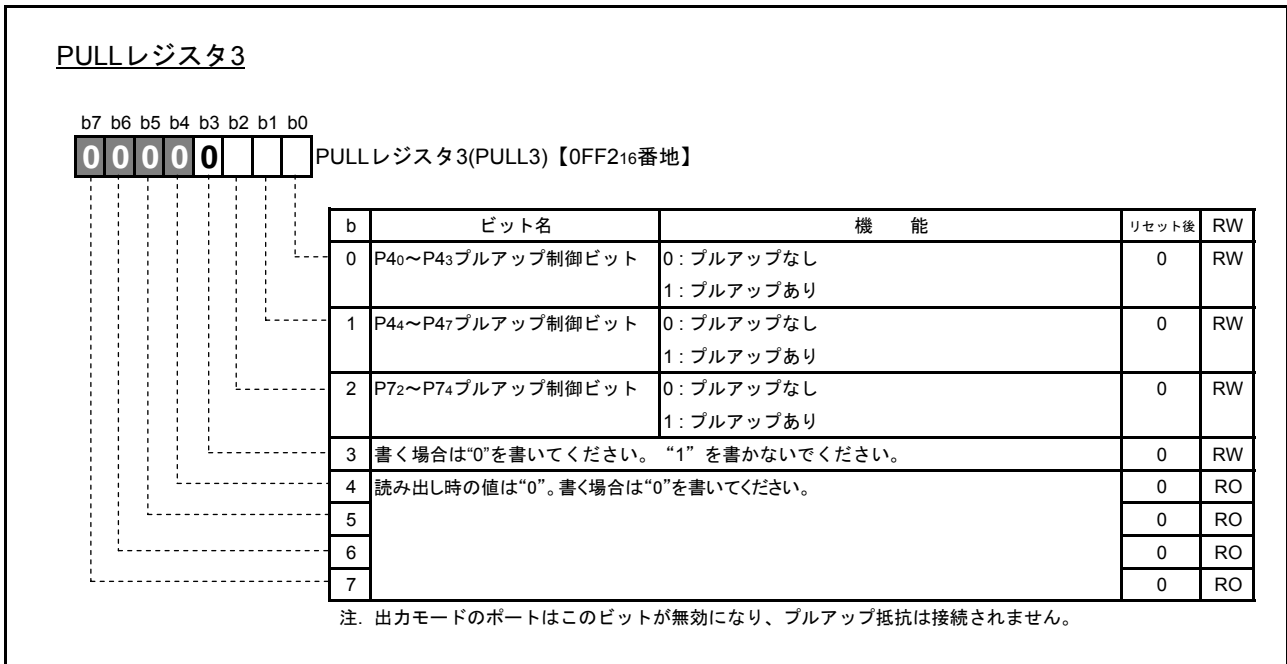 PULLレジスタ3
b7 b6 b5 b4 b3 b2 b1 b0
0 0 0 0 0 PULLレジスタ3(PULL3)【0FF216番地】
b ビット名 機 能 リセット後 RW
0 P40～P43プルアップ制御ビット 0 : プルアップなし 0 RW
1 : プルアップあり
1 P44～P47プルアップ制御ビット 0 : プルアップなし 0 RW
1 : プルアップあり
2 P72～P74プルアップ制御ビット 0 : プルアップなし 0 RW
1 : プルアップあり
3 書く場合は“0”を書いてください。 “1” を書かないでください。 0 RW
4 読み出し時の値は“0”。書く場合は“0”を書いてください。 0 RO
5 0 RO
6 0 RO
7 0 RO
注. 出力モードのポートはこのビットが無効になり、プルアップ抵抗は接続されません。